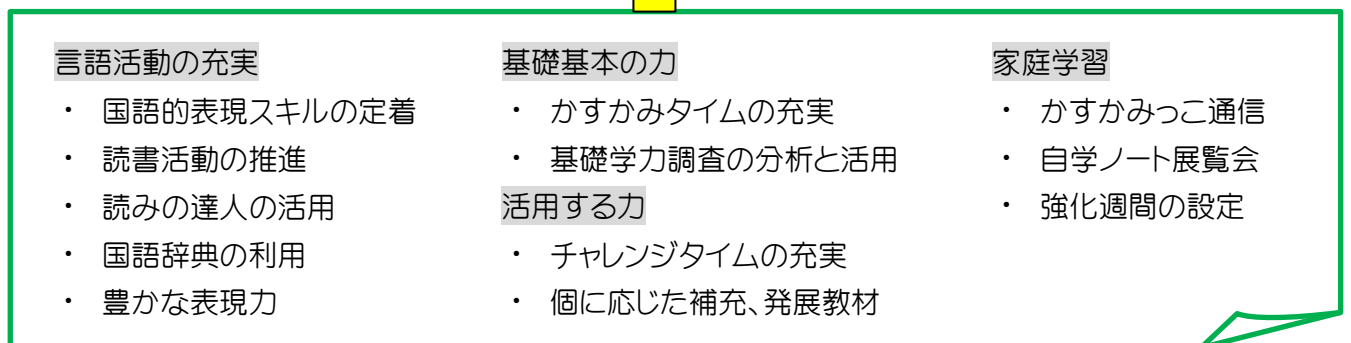 言語活動の充実
・ 国語的表現スキルの定着
・ 読書活動の推進
・ 読みの達人の活用
・ 国語辞典の利用
・ 豊かな表現力
基礎基本の力
・ かすかみタイムの充実
・ 基礎学力調査の分析と活用
活用する力
・ チャレンジタイムの充実
・ 個に応じた補充、発展教材
家庭学習
・ かすかみっこ通信
・ 自学ノート展覧会
・ 強化週間の設定